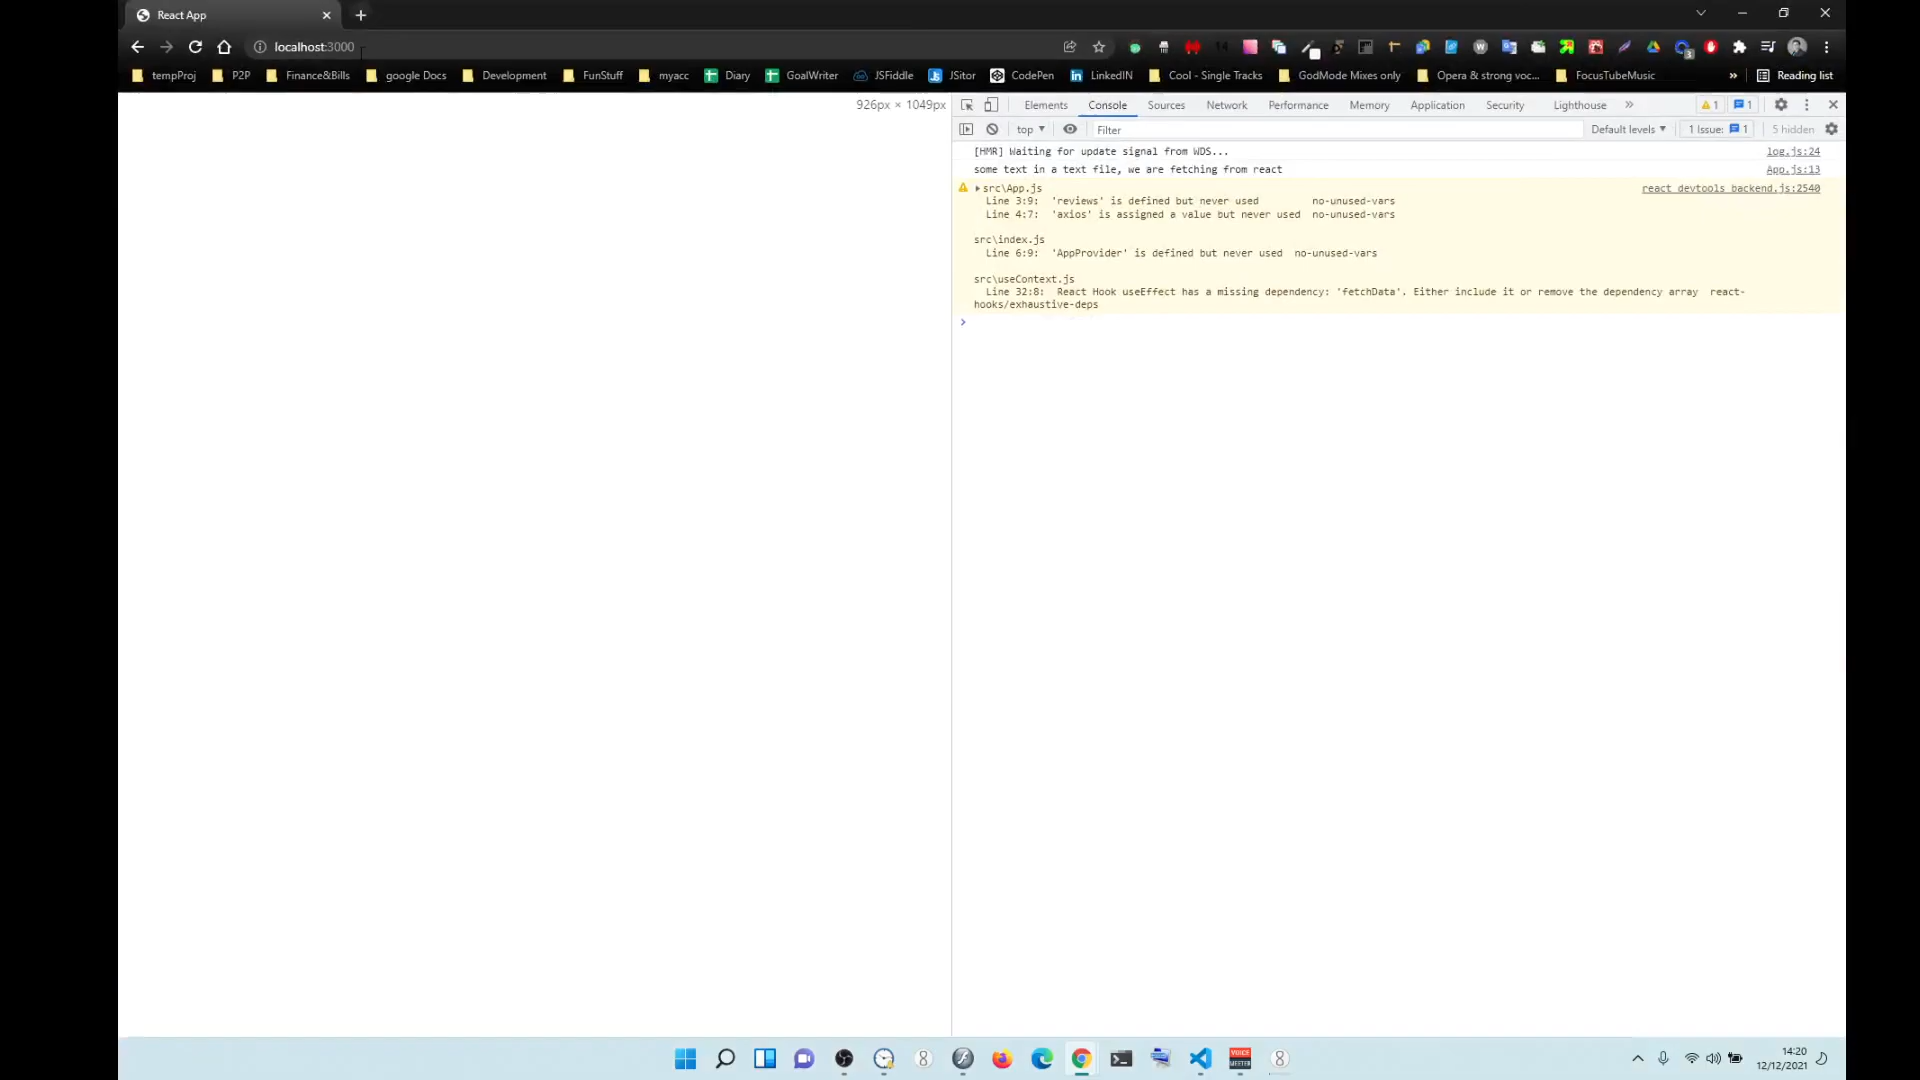 React App
localhost:3000
tempProj P2P Finance&Bills google Docs Development FunStuff myacc Diary GoalWriter JSFiddle JSitor CodePen LinkedIN Cool - Single Tracks GodMode Mixes only Opera & strong voc... FocusTubeMusic » Reading list
926px × 1049px
Elements Console Sources Network Performance Memory Application Security Lighthouse » 1 1
top Filter Default levels 1 Issue: 1 5 hidden
[HMR] Waiting for update signal from WDS... log.js:24
some text in a text file, we are fetching from react App.js:13
src\App.js react_devtools_backend.js:2540
Line 3:9: 'reviews' is defined but never used no-unused-vars
Line 4:7: 'axios' is assigned a value but never used no-unused-vars
src\index.js
Line 6:9: 'AppProvider' is defined but never used no-unused-vars
src\useContext.js
Line 32:8: React Hook useEffect has a missing dependency: 'fetchData'. Either include it or remove the dependency array react-
hooks/exhaustive-deps
14:20
12/12/2021